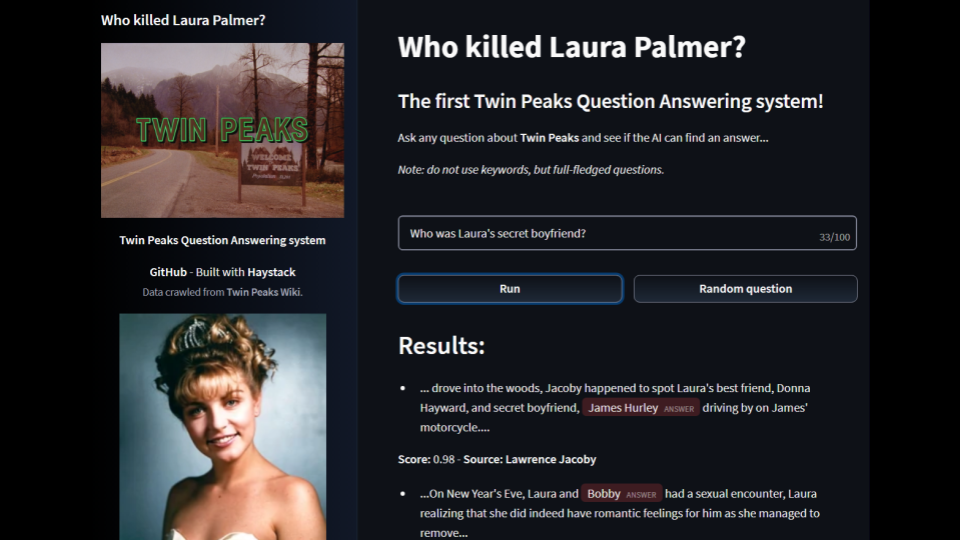 Who killed Laura Palmer?
TWIN PEAKS
WELCOME
TWIN PEAKS
Twin Peaks Question Answering system
GitHub - Built with Haystack
Data crawled from Twin Peaks Wiki.
Who killed Laura Palmer?
The first Twin Peaks Question Answering system!
Ask any question about Twin Peaks and see if the AI can find an answer...
Note: do not use keywords, but full-fledged questions.
Who was Laura's secret boyfriend?
33/100
Run
Random question
Results:
... drove into the woods, Jacoby happened to spot Laura's best friend, Donna
Hayward, and secret boyfriend, James Hurley ANSWER driving by on James'
motorcycle....
Score: 0.98 - Source: Lawrence Jacoby
...On New Year's Eve, Laura and Bobby ANSWER had a sexual encounter, Laura
realizing that she did indeed have romantic feelings for him as she managed to
remove...